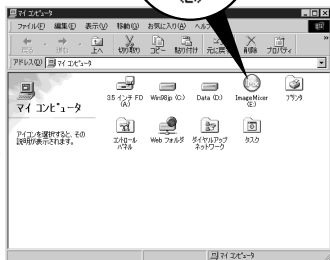 (E)
マイ コンピュータ
ファイル(F) 編集(E) 表示(V) 移動(G) お気に入り(A) ヘル
戻る 進む 上へ 切り取り コピー 貼り付け 元に戻 削除 プロパティ
アドレス(D) マイ コンピュータ
マイ コンピュータ
アイコンを選択すると、その
説明が表示されます。
3.5 インチ FD
(A)
Win98jp (C:)
Data (D:)
ImageMixer
(E)
プリンタ
コントロール
パネル
Web フォルダ
ダイヤルアップ
ネットワーク
タスク
マイ コンピュータ